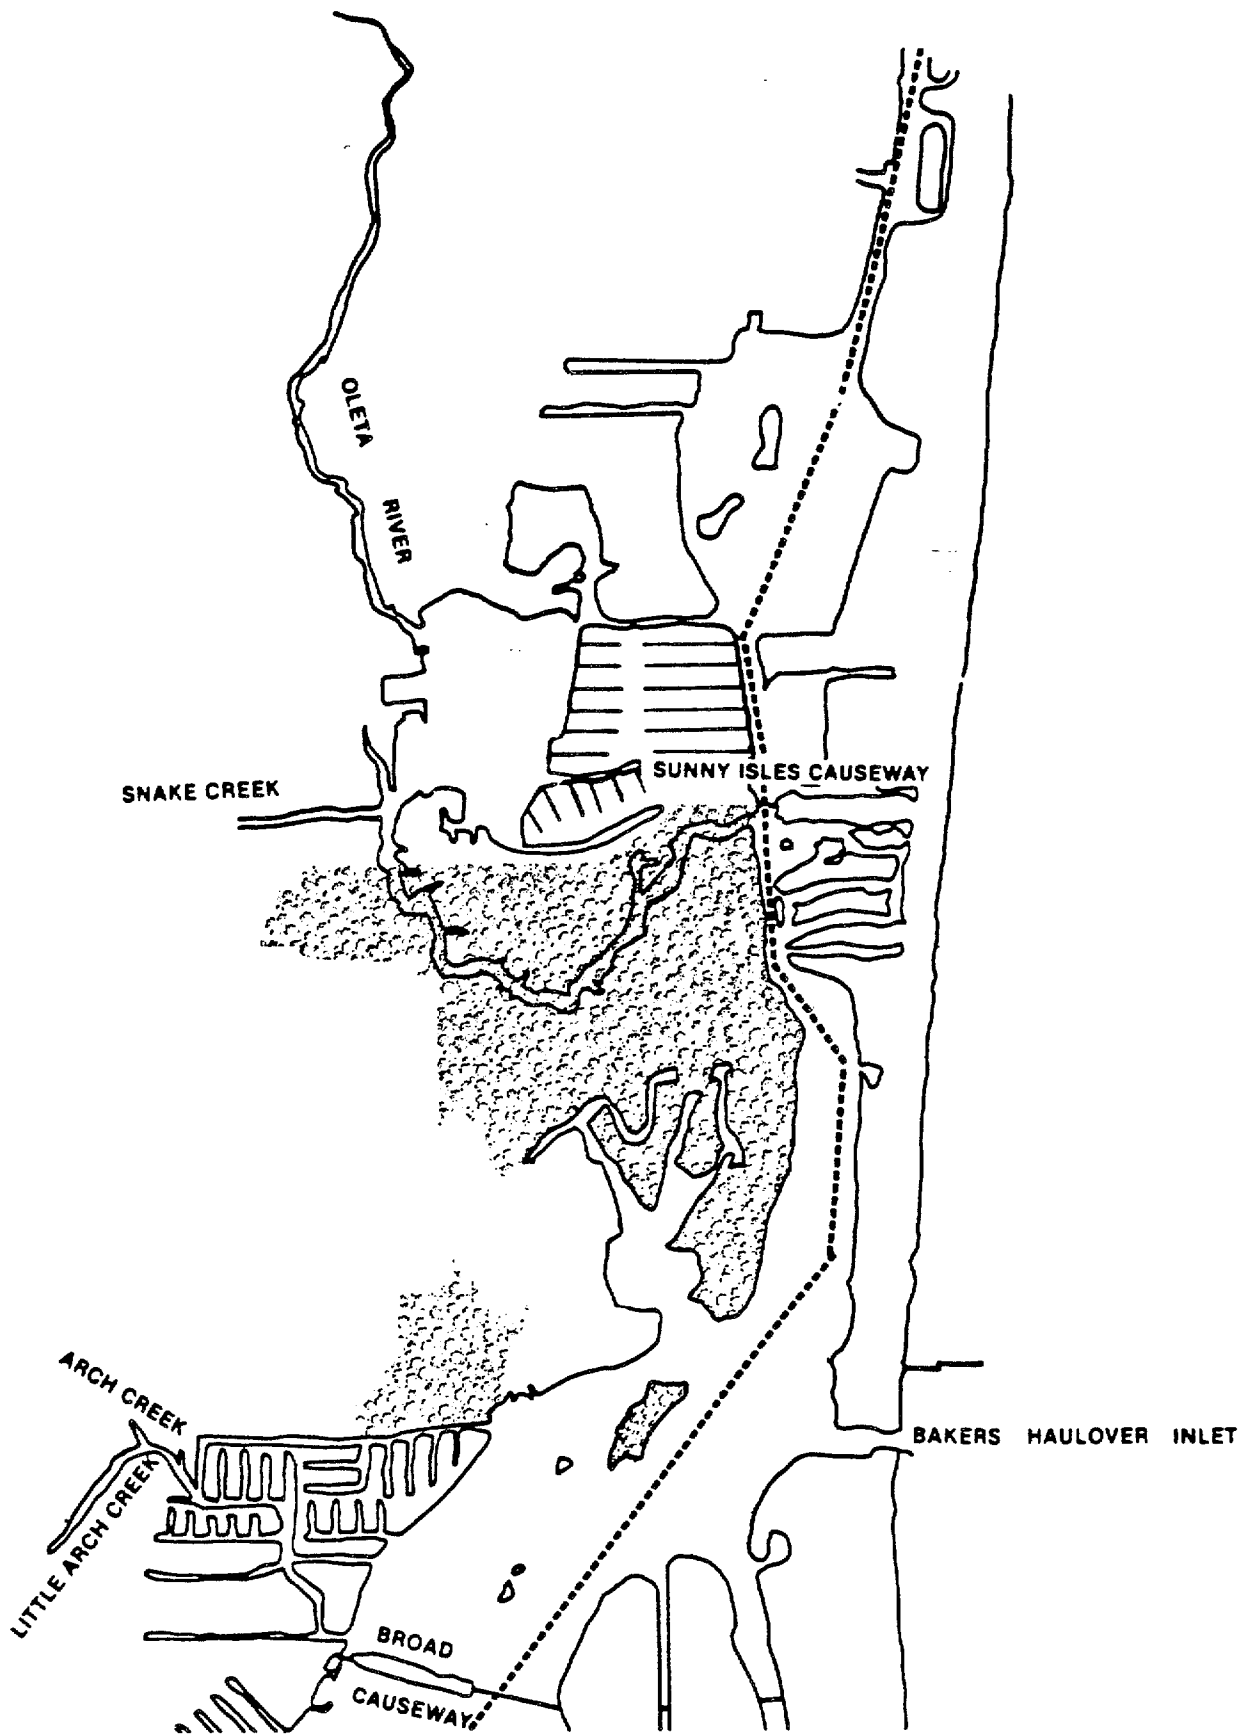 OLETA
RIVER
SNAKE CREEK
SUNNY ISLES CAUSEWAY
ARCH CREEK
LITTLE ARCH CREEK
BAKERS HAULOVER INLET
BROAD
CAUSEWAY